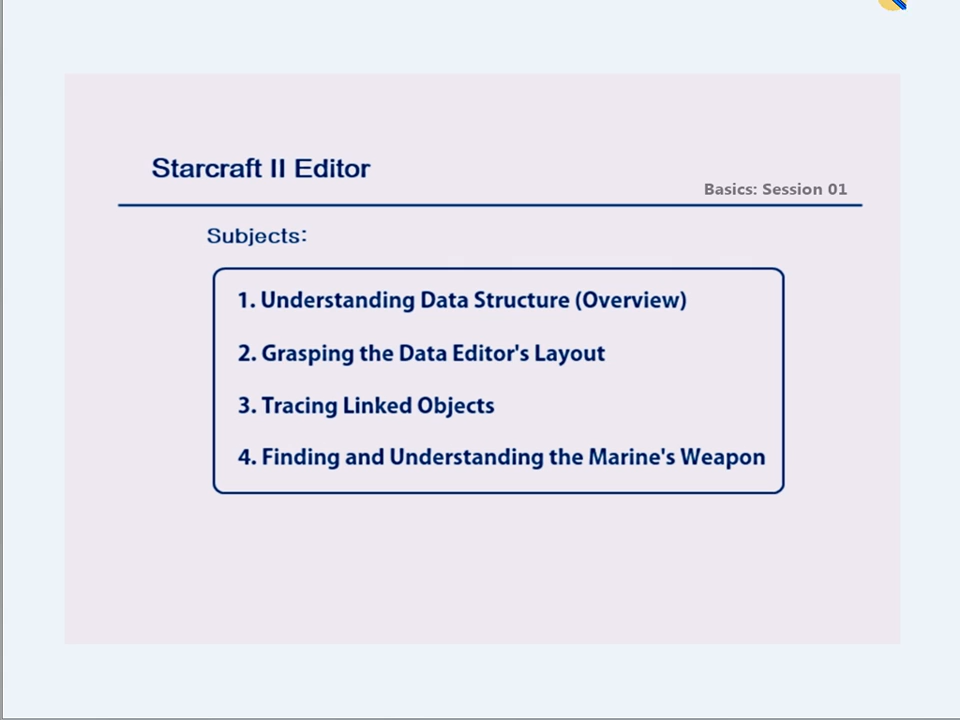 Starcraft II Editor
Basics: Session 01
Subjects:
1. Understanding Data Structure (Overview)
2. Grasping the Data Editor's Layout
3. Tracing Linked Objects
4. Finding and Understanding the Marine's Weapon